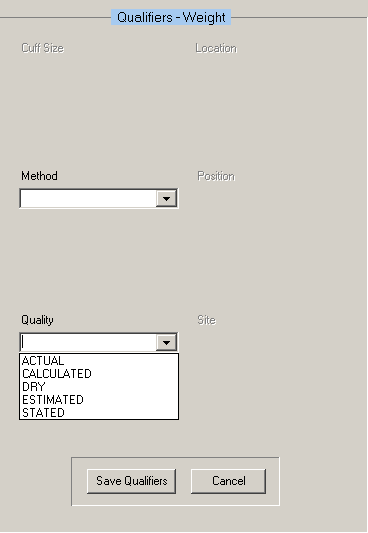 Qualifiers - Weight
Cuff Size
Location
Method
Position
Quality
Site
ACTUAL
CALCULATED
DRY
ESTIMATED
STATED
Save Qualifiers
Cancel